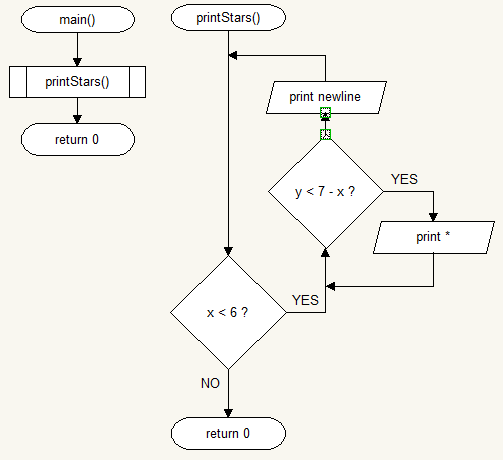 main()
printStars()
return 0
printStars()
print newline
y < 7 - x ?
YES
print *
x < 6 ?
YES
NO
return 0